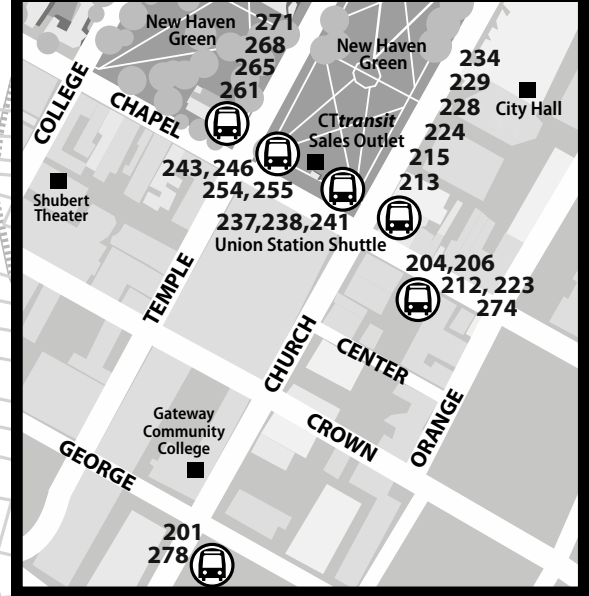 New Haven
Green
271
268
265
261
New Haven
Green
234
229
228
224
215
213
City Hall
COLLEGE
CHAPEL
CTtransit
Sales Outlet
Shubert
Theater
243, 246
254, 255
237,238,241
Union Station Shuttle
204,206
212, 223
274
TEMPLE
CHURCH
CENTER
ORANGE
CROWN
Gateway
Community
College
GEORGE
201
278